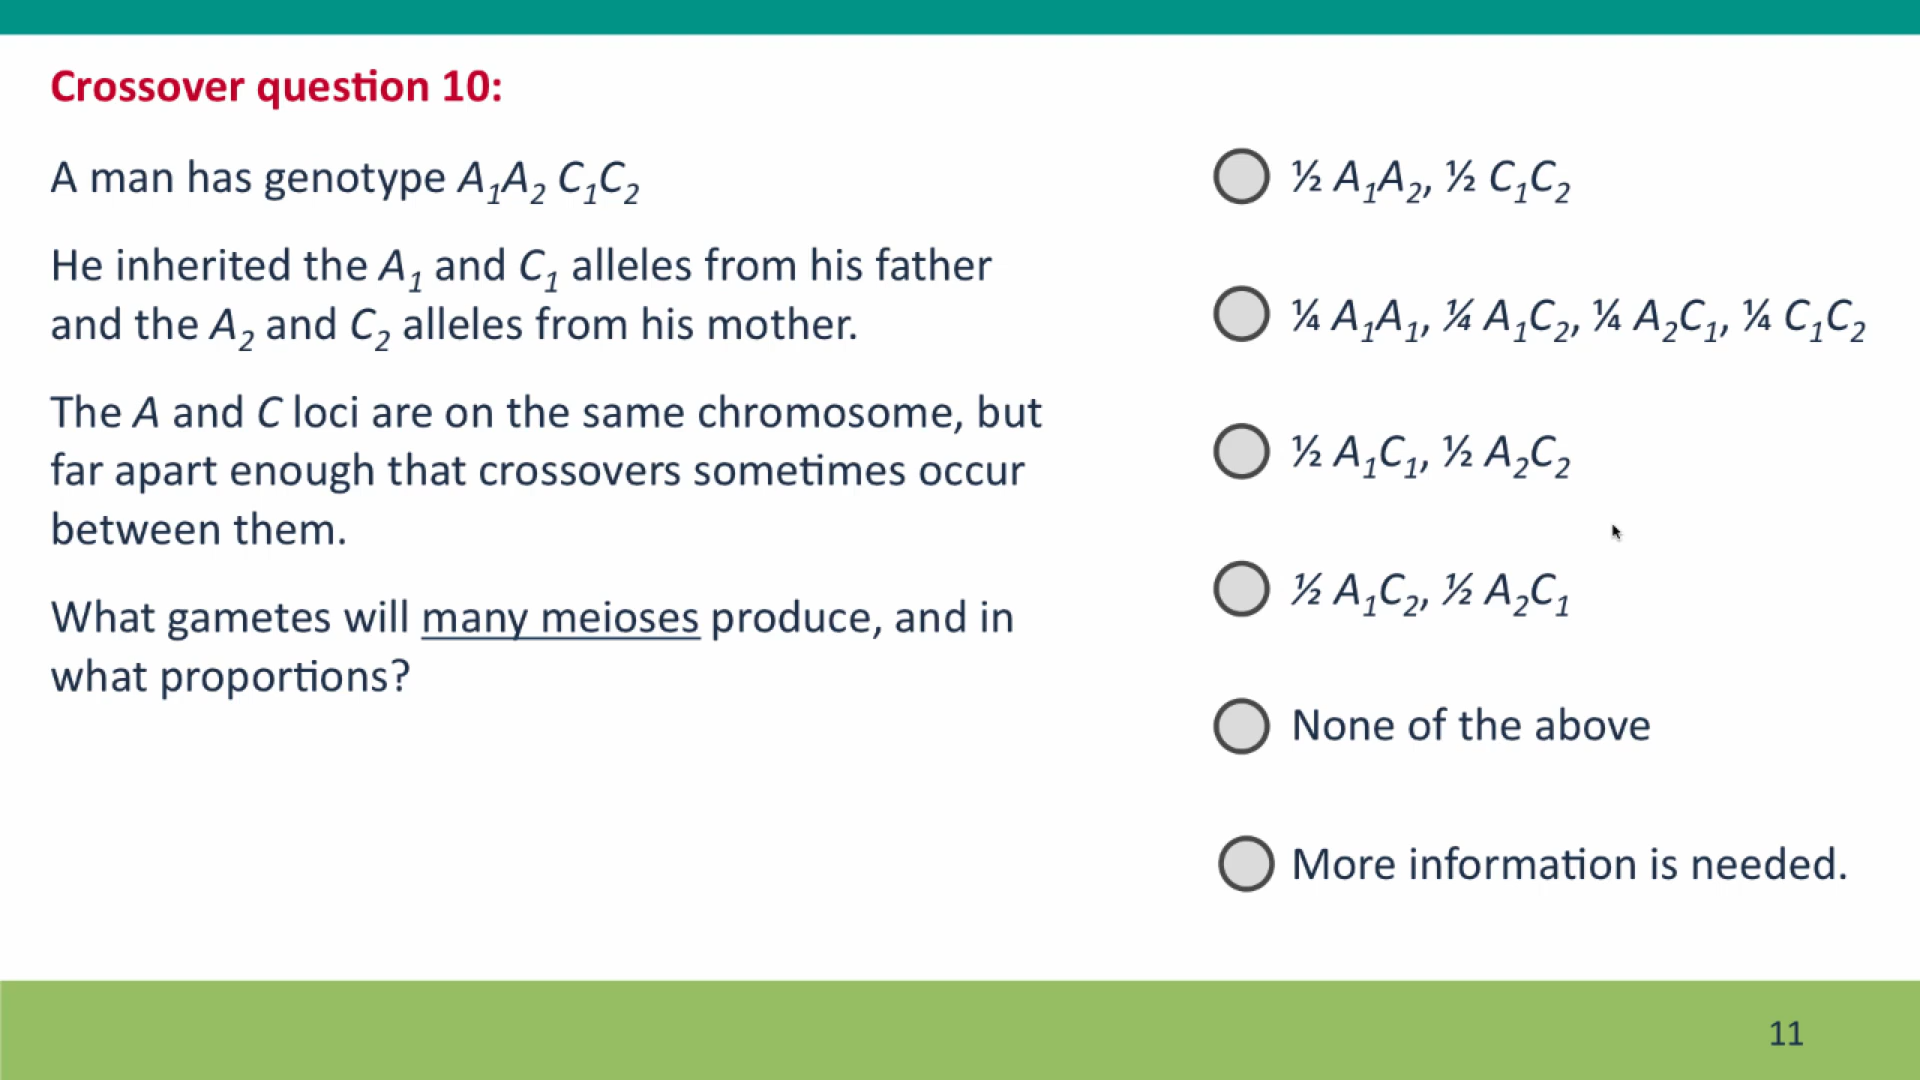 Crossover question 10:
A man has genotype A₁A₂ C₁C₂
He inherited the A₁ and C₁ alleles from his father
and the A₂ and C₂ alleles from his mother.
The A and C loci are on the same chromosome, but
far apart enough that crossovers sometimes occur
between them.
What gametes will many meioses produce, and in
what proportions?
½ A₁A₂, ½ C₁C₂
¼ A₁A₁, ¼ A₁C₂, ¼ A₂C₁, ¼ C₁C₂
½ A₁C₁, ½ A₂C₂
½ A₁C₂, ½ A₂C₁
None of the above
More information is needed.
11